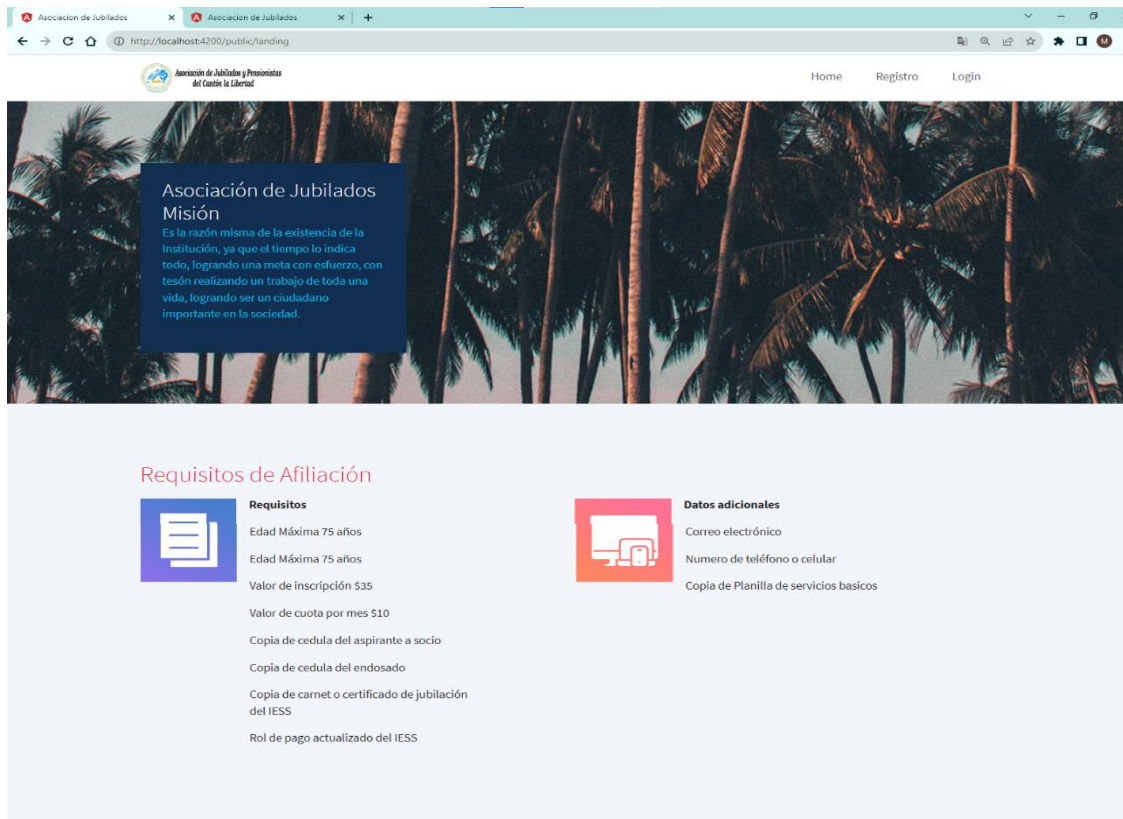 Asociacion de Jubilados
Asociacion de Jubilados
http://localhost:4200/public/landing
M
Asociación de Jubilados y Pensionistas
del Cantón la Libertad
Home Registro Login
Asociación de Jubilados
Misión
Es la razón misma de la existencia de la
Institución, ya que el tiempo lo indica
todo, logrando una meta con esfuerzo, con
tesón realizando un trabajo de toda una
vida, logrando ser un ciudadano
importante en la sociedad.
Requisitos de Afiliación
Requisitos
Edad Máxima 75 años
Edad Máxima 75 años
Valor de inscripción $35
Valor de cuota por mes $10
Copia de cedula del aspirante a socio
Copia de cedula del endosado
Copia de carnet o certificado de jubilación
del IESS
Rol de pago actualizado del IESS
Datos adicionales
Correo electrónico
Numero de teléfono o celular
Copia de Planilla de servicios basicos